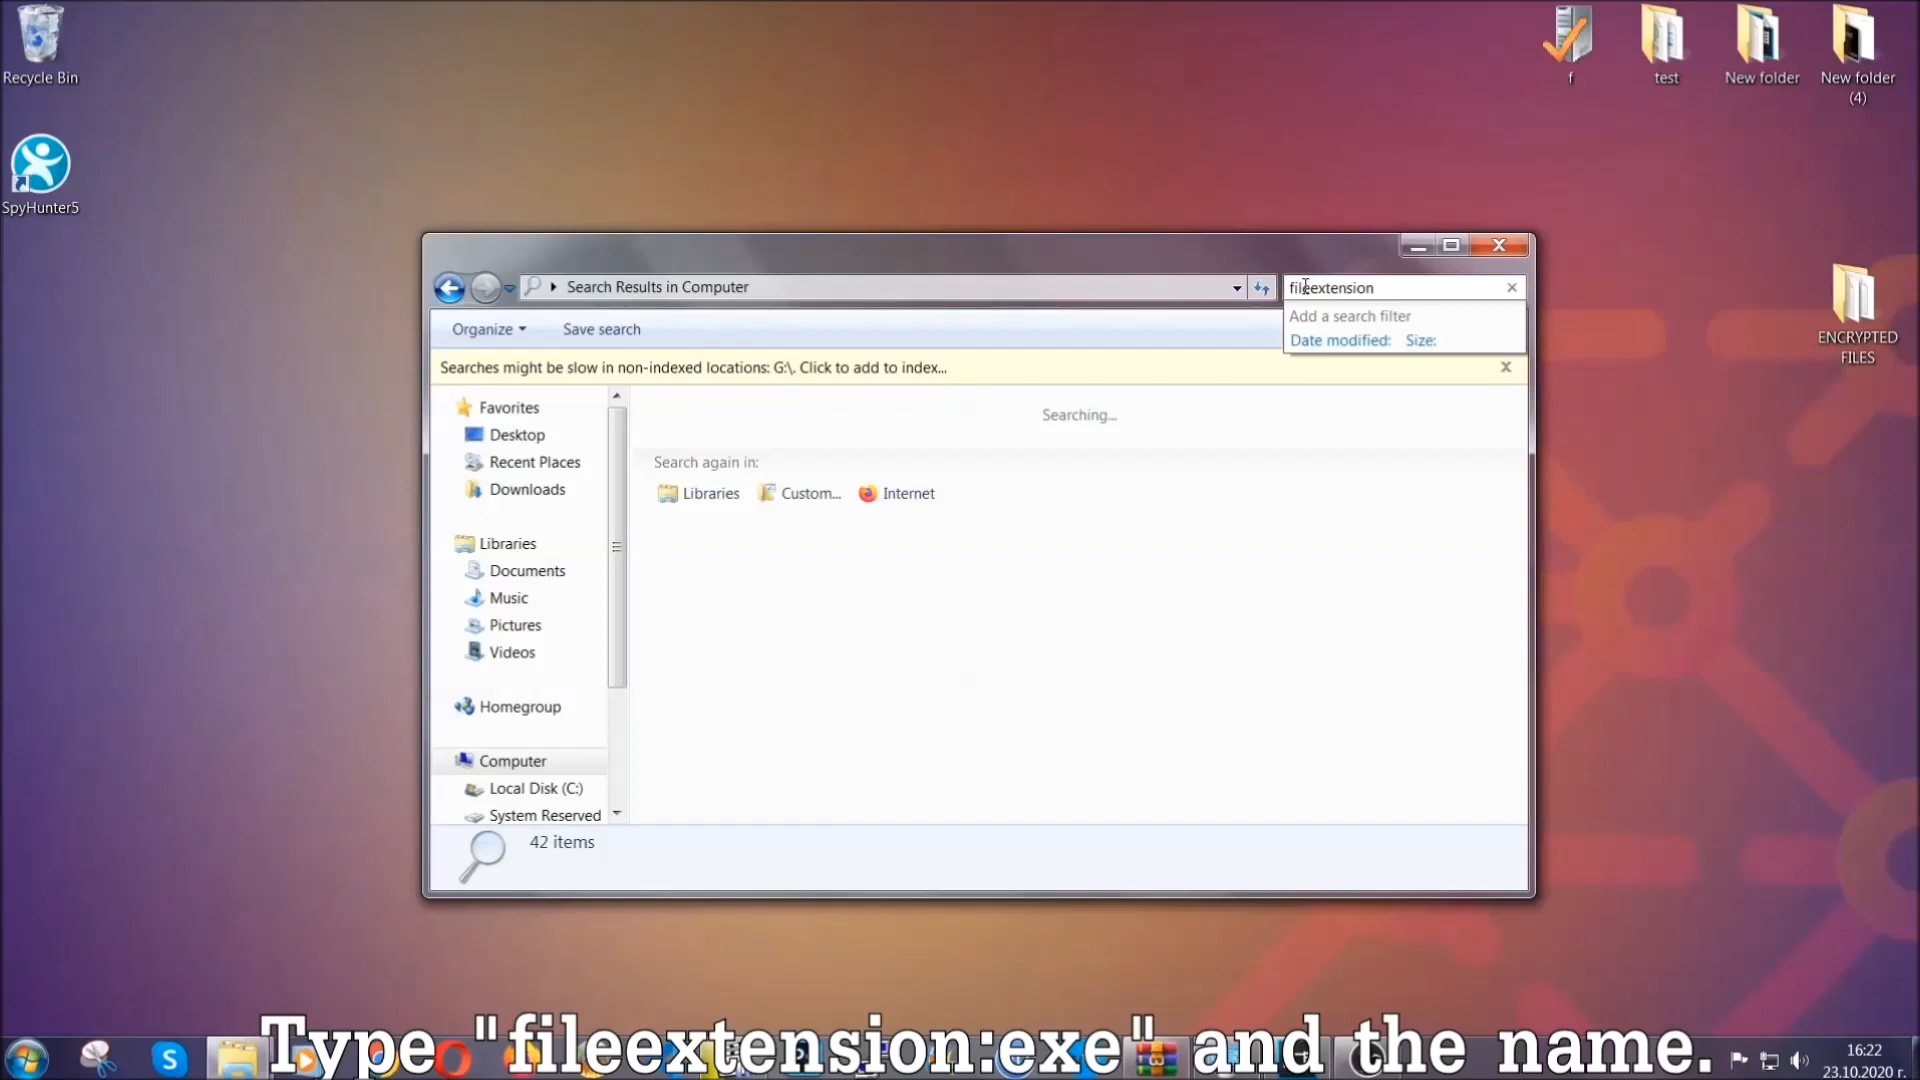 Recycle Bin
SpyHunter5
f
test
New folder
New folder
(4)
ENCRYPTED
FILES
Search Results in Computer
fileextension
Add a search filter
Date modified: Size:
Organize
Save search
Searches might be slow in non-indexed locations: G:\. Click to add to index...
Favorites
Desktop
Recent Places
Downloads
Libraries
Documents
Music
Pictures
Videos
Homegroup
Computer
Local Disk (C:)
System Reserved
Searching...
Search again in:
Libraries
Custom...
Internet
42 items
Type "fileextension:exe" and the name.
16:22
23.10.2020 г.